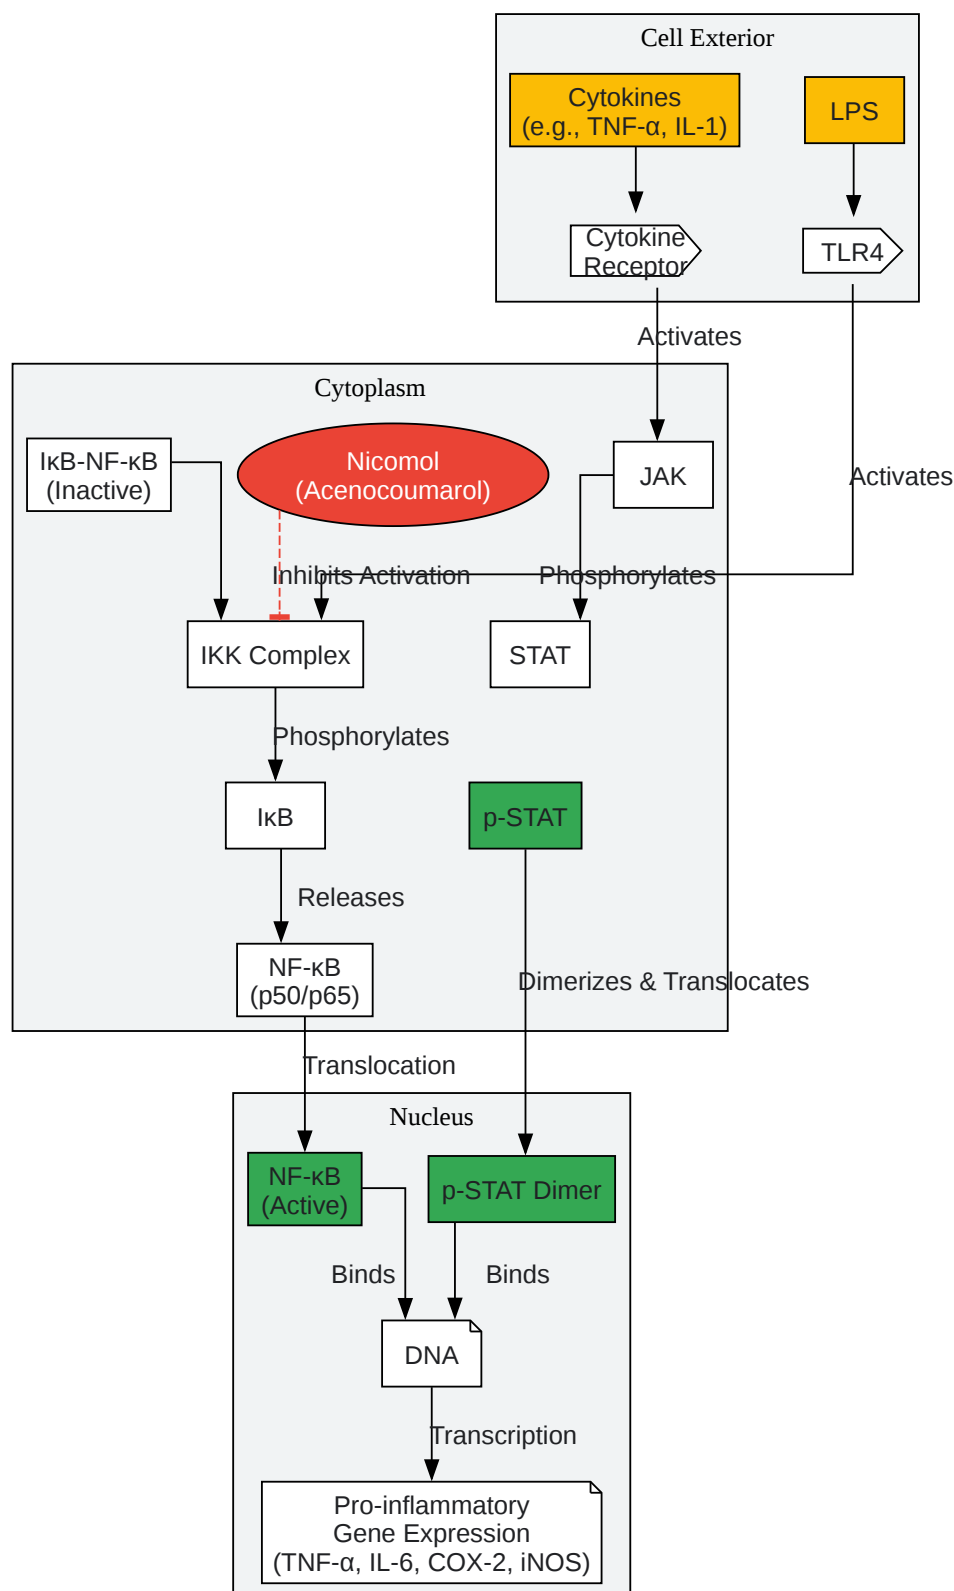 Cell Exterior
Cytokines
(e.g., TNF-α, IL-1)
LPS
Cytokine
Receptor
TLR4
Activates
Cytoplasm
IκB-NF-κB
(Inactive)
Nicomol
(Acenocoumarol)
JAK
Activates
Inhibits Activation
Phosphorylates
IKK Complex
STAT
Phosphorylates
IκB
p-STAT
Releases
NF-κB
(p50/p65)
Dimerizes & Translocates
Translocation
Nucleus
NF-κB
(Active)
p-STAT Dimer
Binds
Binds
DNA
Transcription
Pro-inflammatory
Gene Expression
(TNF-α, IL-6, COX-2, iNOS)